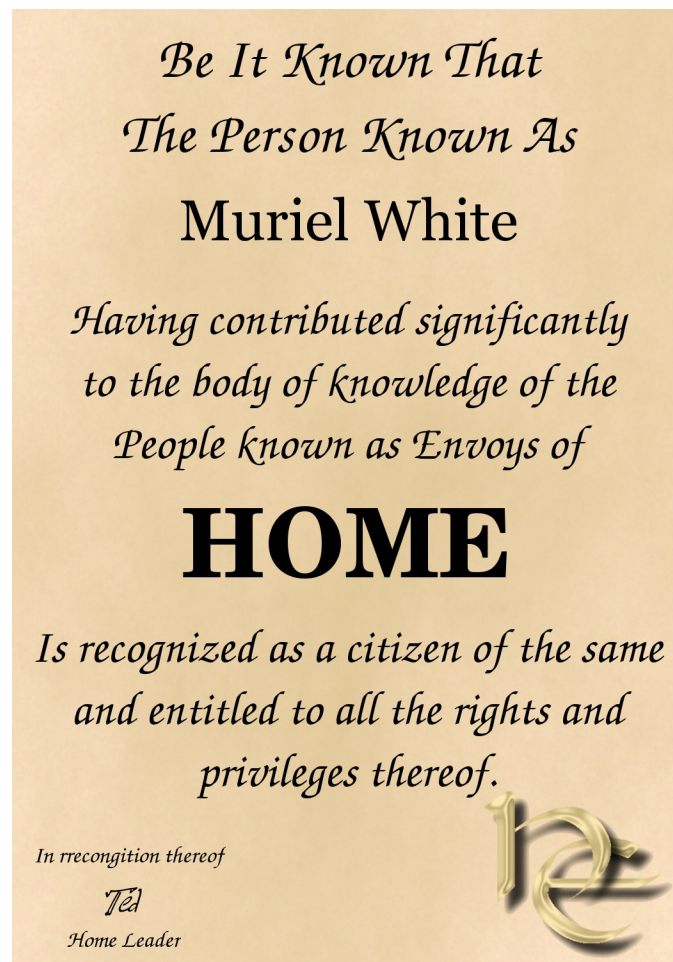 Be It Known That
The Person Known As
Muriel White
Having contributed significantly
to the body of knowledge of the
People known as Envoys of
HOME
Is recognized as a citizen of the same
and entitled to all the rights and
privileges thereof.
In rrecongition thereof
Ted
Home Leader